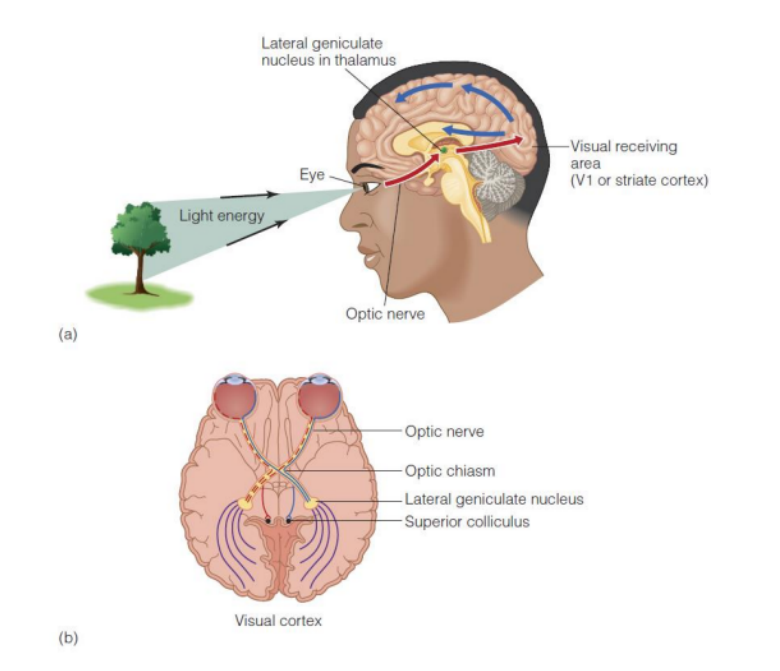 Lateral geniculate
nucleus in thalamus
Visual receiving
area
(V1 or striate cortex)
Eye
Light energy
Optic nerve
(a)
Optic nerve
Optic chiasm
Lateral geniculate nucleus
Superior colliculus
Visual cortex
(b)